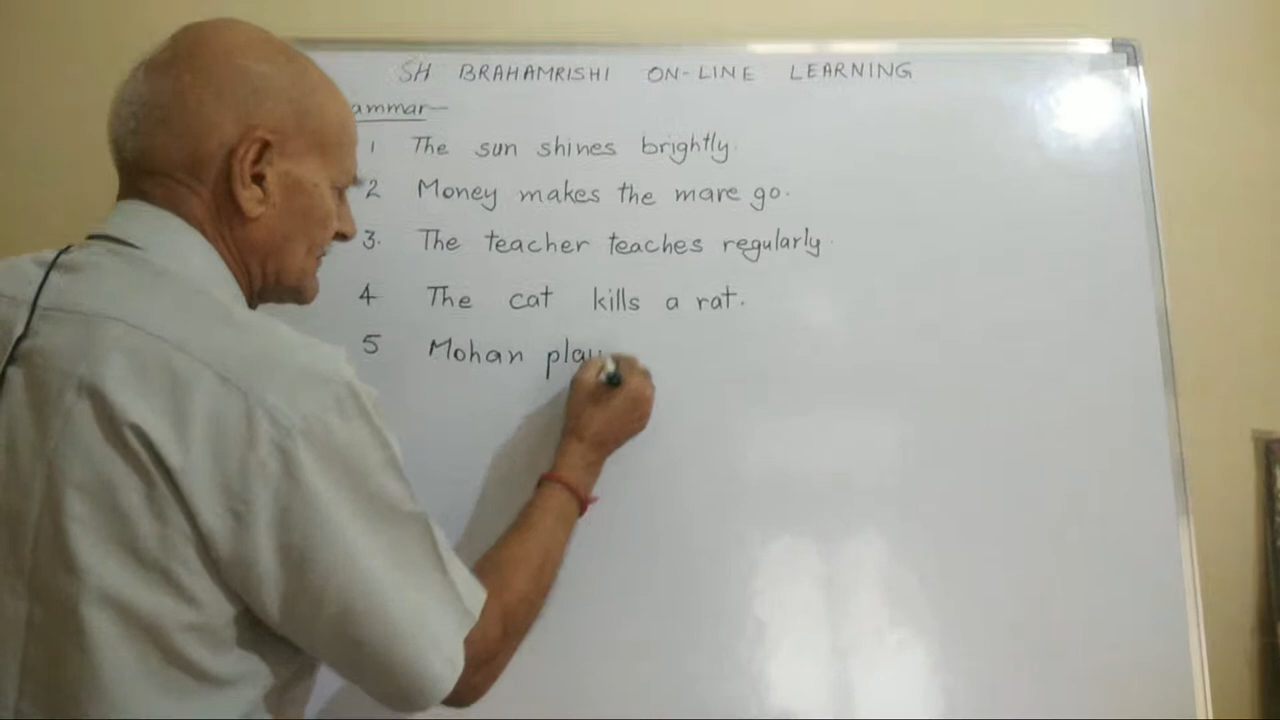 SH BRAHAMRISHI ON-LINE LEARNING
ammar—
1 The sun shines brightly.
2 Money makes the mare go.
3. The teacher teaches regularly.
4 The cat kills a rat.
5 Mohan play